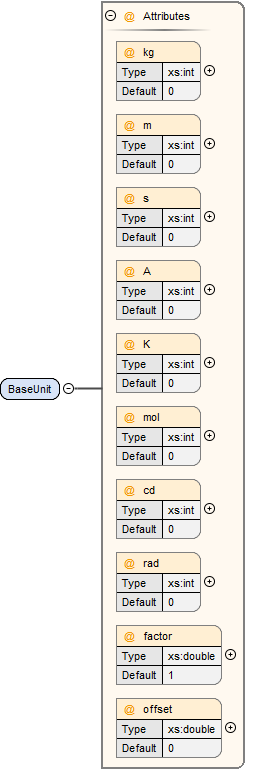 @ Attributes
@ kg
Type xs:int
Default 0
@ m
Type xs:int
Default 0
@ s
Type xs:int
Default 0
@ A
Type xs:int
Default 0
@ K
Type xs:int
Default 0
BaseUnit
@ mol
Type xs:int
Default 0
@ cd
Type xs:int
Default 0
@ rad
Type xs:int
Default 0
@ factor
Type xs:double
Default 1
@ offset
Type xs:double
Default 0